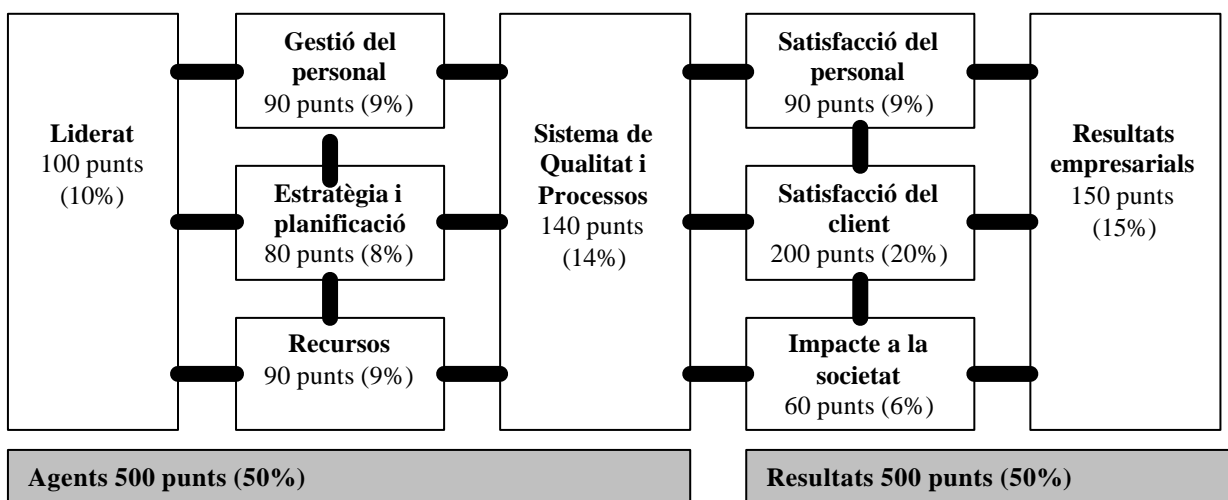 Liderat
100 punts
(10%)
Gestió del
personal
90 punts (9%)
Estratègia i
planificació
80 punts (8%)
Recursos
90 punts (9%)
Sistema de
Qualitat i
Processos
140 punts
(14%)
Satisfacció del
personal
90 punts (9%)
Satisfacció del
client
200 punts (20%)
Impacte a la
societat
60 punts (6%)
Resultats
empresarials
150 punts
(15%)
Agents 500 punts (50%)
Resultats 500 punts (50%)